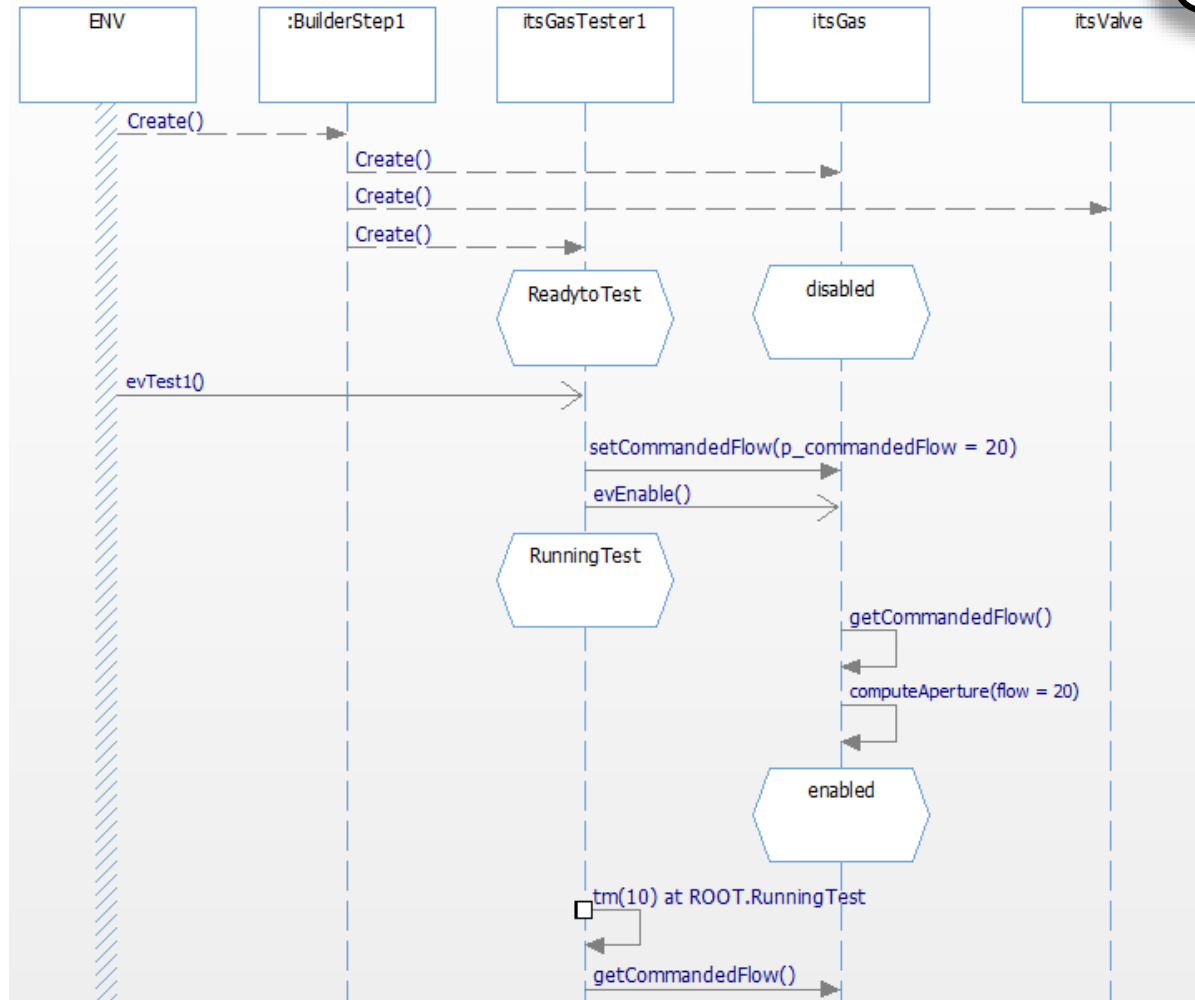 ENV
:BuilderStep1
itsGasTester1
itsGas
itsValve
Create()
Create()
Create()
Create()
ReadytoTest
disabled
evTest1()
setCommandedFlow(p_commandedFlow = 20)
evEnable()
RunningTest
getCommandedFlow()
computeAperture(flow = 20)
enabled
tm(10) at ROOT.RunningTest
getCommandedFlow()